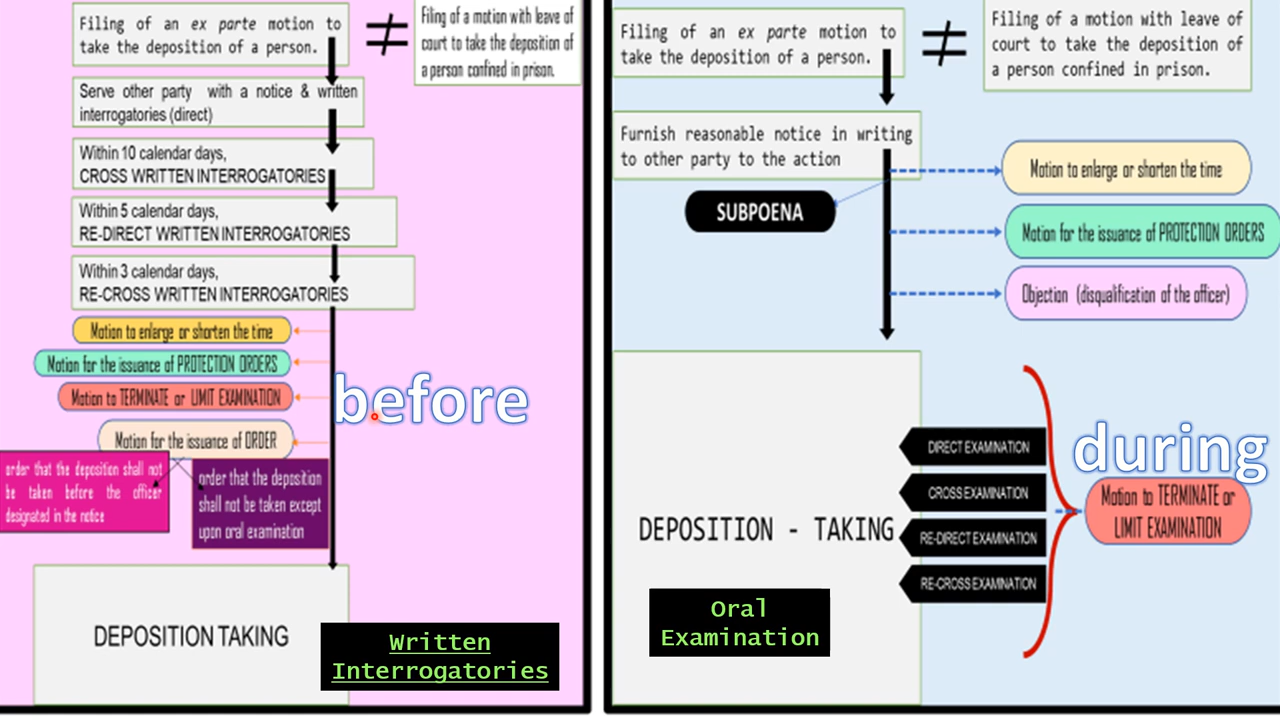 Filing of an ex parte motion to
take the deposition of a person.
≠
Filing of a motion with leave of
court to take the deposition of
a person confined in prison.
Serve other party with a notice & written
interrogatories (direct)
Within 10 calendar days,
CROSS WRITTEN INTERROGATORIES
Within 5 calendar days,
RE-DIRECT WRITTEN INTERROGATORIES
Within 3 calendar days,
RE-CROSS WRITTEN INTERROGATORIES
Motion to enlarge or shorten the time
Motion for the issuance of PROTECTION ORDERS
Motion to TERMINATE or LIMIT EXAMINATION
before
Motion for the issuance of ORDER
order that the deposition shall not
be taken before the officer
designated in the notice
order that the deposition
shall not be taken except
upon oral examination
DEPOSITION TAKING
Written
Interrogatories
Filing of an ex parte motion to
take the deposition of a person.
≠
Filing of a motion with leave of
court to take the deposition of
a person confined in prison.
Furnish reasonable notice in writing
to other party to the action
SUBPOENA
Motion to enlarge or shorten the time
Motion for the issuance of PROTECTION ORDERS
Objection (disqualification of the officer)
DEPOSITION - TAKING
DIRECT EXAMINATION
CROSS EXAMINATION
RE-DIRECT EXAMINATION
RE-CROSS EXAMINATION
during
Motion to TERMINATE or
LIMIT EXAMINATION
Oral
Examination